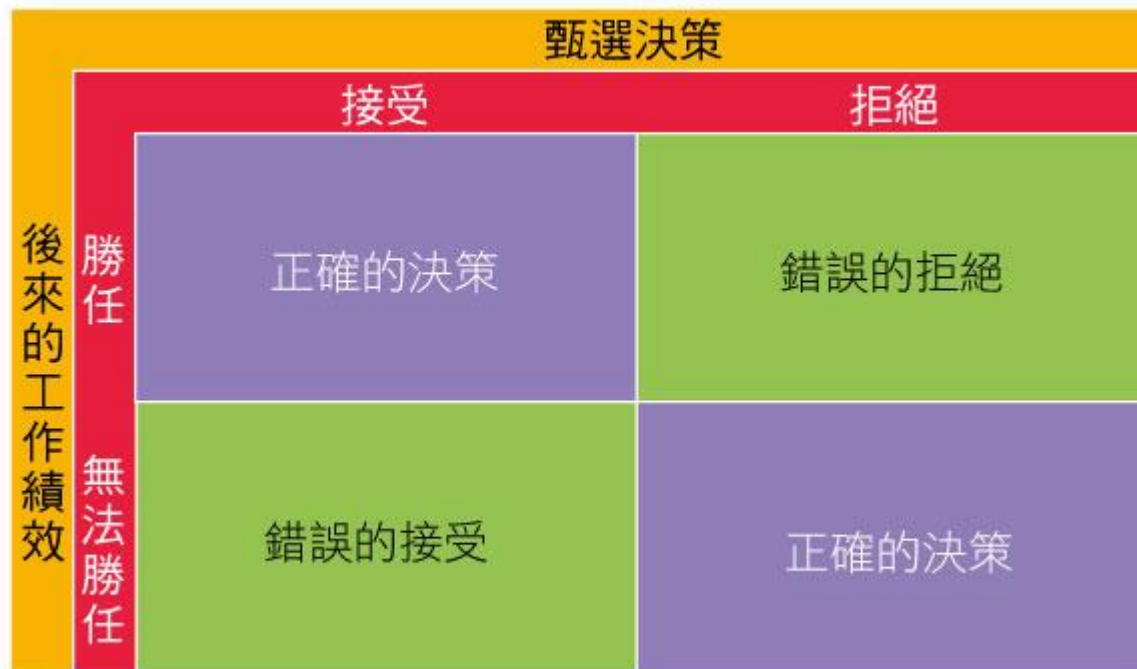 甄選決策
接受
拒絕
後來的工作績效
勝任
正確的決策
錯誤的拒絕
無法勝任
錯誤的接受
正確的決策